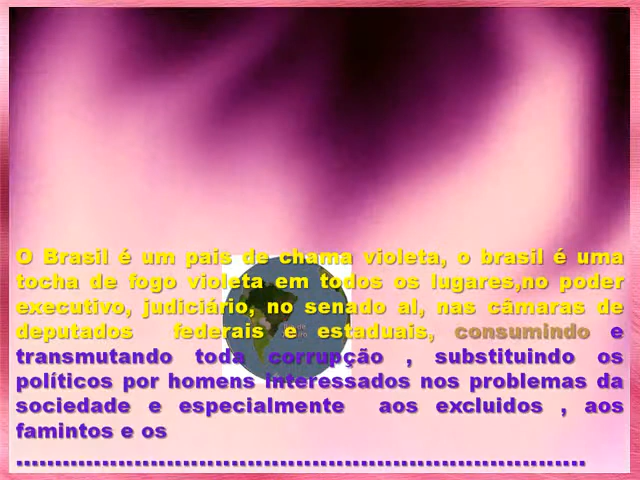 O Brasil é um pais de chama violeta, o brasil é uma
tocha de fogo violeta em todos os lugares,no poder
executivo, judiciário, no senado al, nas câmaras de
deputados federais e estaduais, consumindo e
transmutando toda corrupção , substituindo os
políticos por homens interessados nos problemas da
sociedade e especialmente aos excluidos , aos
famintos e os
........................................................................